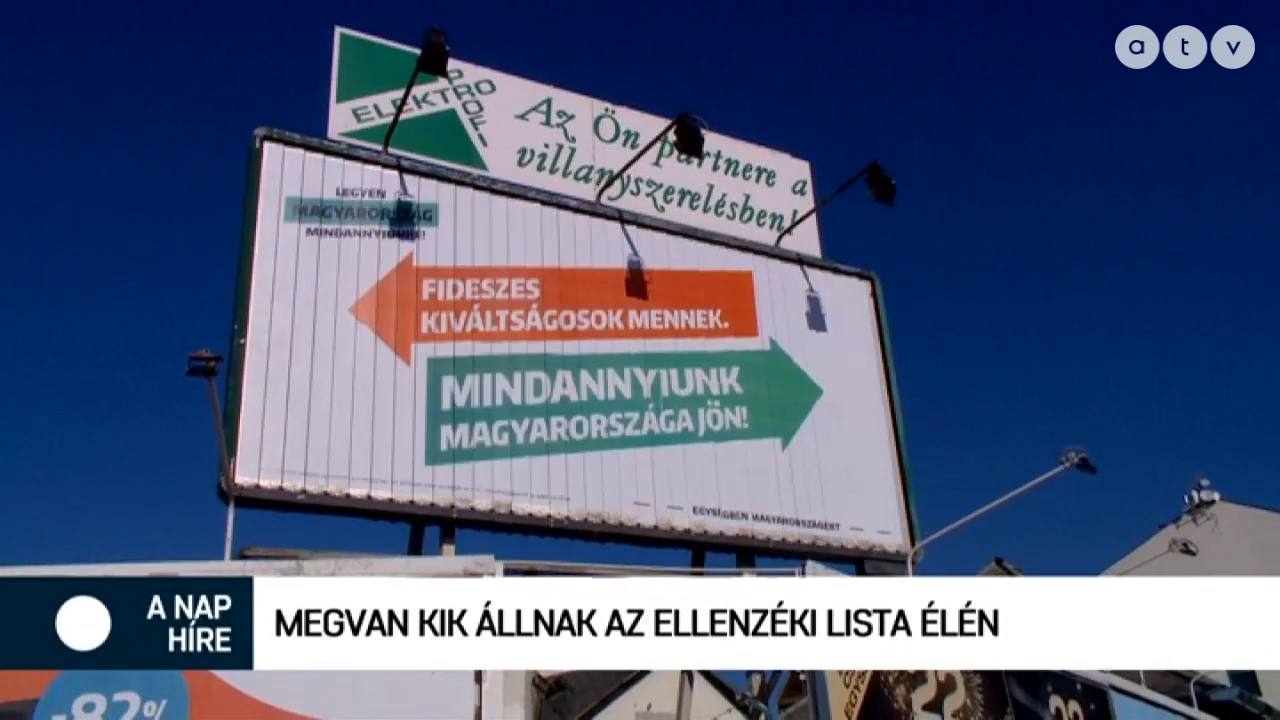 atv
ELEKTRO
PROFI
Az Ön partnere a
villanyszerelésben!
LEGYEN
MAGYARORSZÁG
MINDANNYIUNKÉ!
FIDESZES
KIVÁLTSÁGOSOK MENNEK.
MINDANNYIUNK
MAGYARORSZÁGA JÖN!
EGYSÉGBEN MAGYARORSZÁGÉRT
A NAP
HÍRE
MEGVAN KIK ÁLLNAK AZ ELLENZÉKI LISTA ÉLÉN
-82%